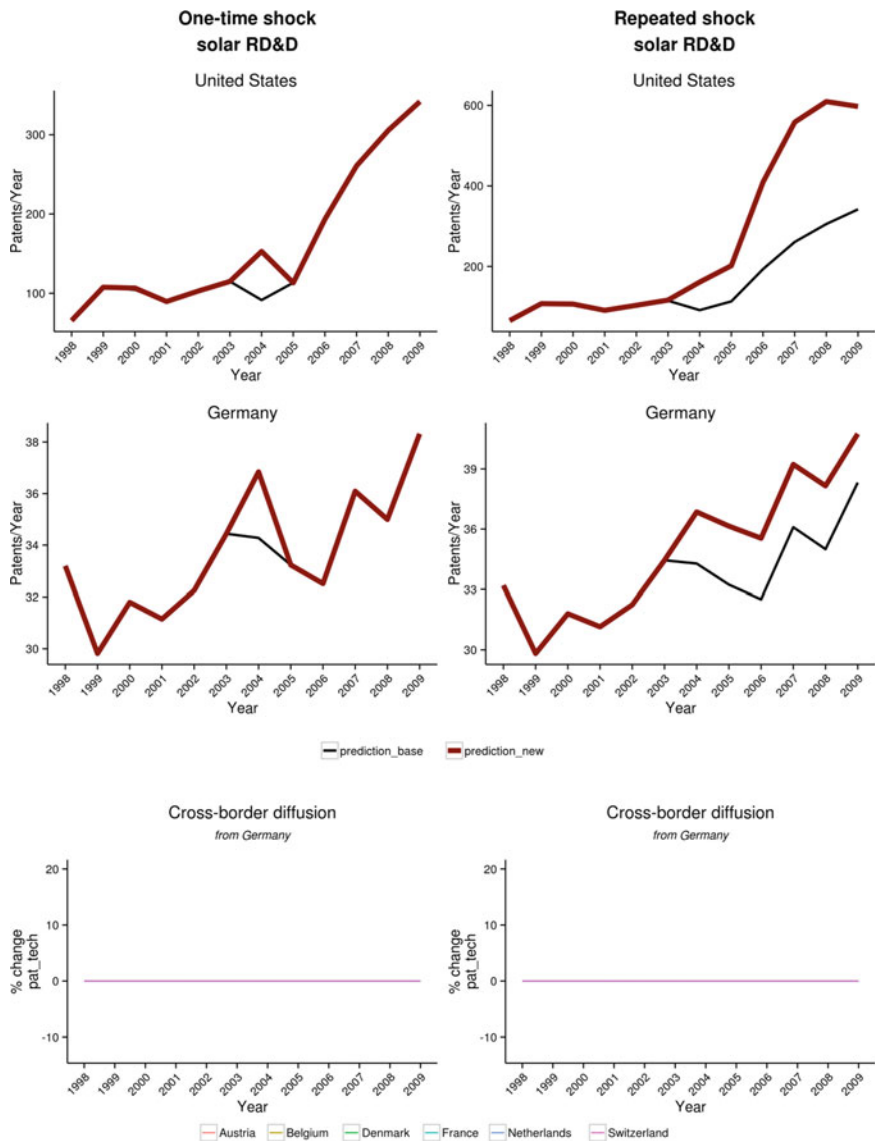 One-time shock
solar RD&D
Repeated shock
solar RD&D
United States
Patents/Year
300
200
100
1998
1999
2000
2001
2002
2003
2004
2005
2006
2007
2008
2009
Year
United States
Patents/Year
600
400
200
1998
1999
2000
2001
2002
2003
2004
2005
2006
2007
2008
2009
Year
Germany
Patents/Year
38
36
34
32
30
1998
1999
2000
2001
2002
2003
2004
2005
2006
2007
2008
2009
Year
Germany
Patents/Year
39
36
33
30
1998
1999
2000
2001
2002
2003
2004
2005
2006
2007
2008
2009
Year
prediction_base
prediction_new
Cross-border diffusion
from Germany
% change
pat_tech
20
10
0
-10
1998
1999
2000
2001
2002
2003
2004
2005
2006
2007
2008
2009
Year
Cross-border diffusion
from Germany
% change
pat_tech
20
10
0
-10
1998
1999
2000
2001
2002
2003
2004
2005
2006
2007
2008
2009
Year
Austria
Belgium
Denmark
France
Netherlands
Switzerland